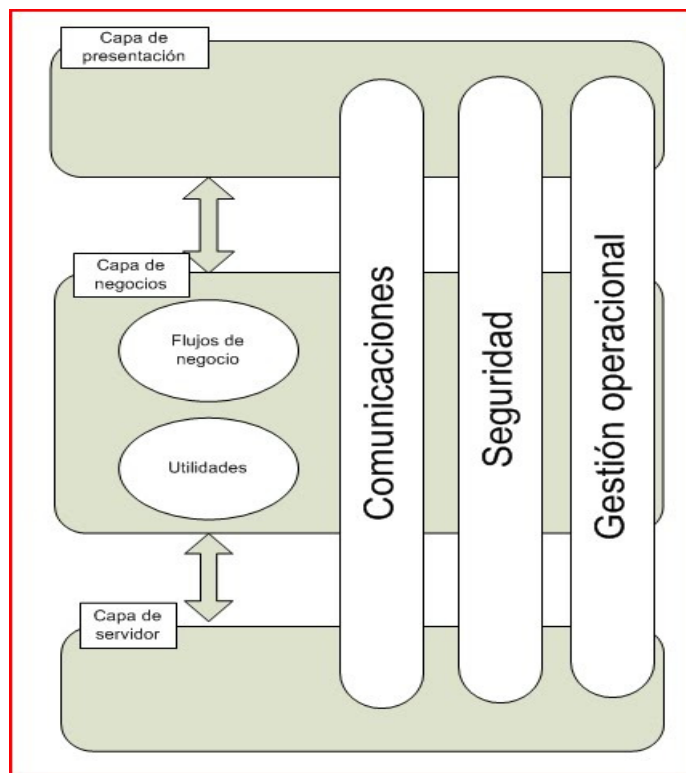 Capa de
presentación
Capa de
negocios
Flujos de
negocio
Utilidades
Capa de
servidor
Comunicaciones
Seguridad
Gestión operacional